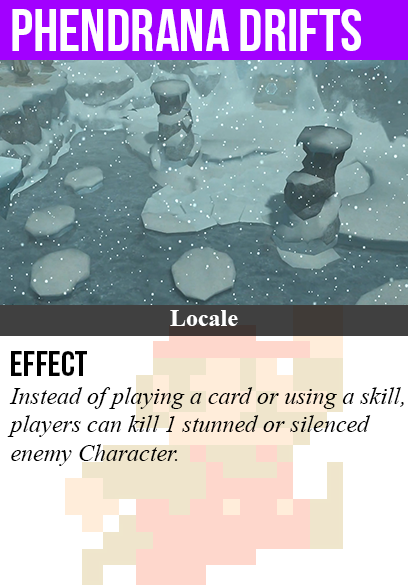 PHENDRANA DRIFTS
Locale
EFFECT
Instead of playing a card or using a skill,
players can kill 1 stunned or silenced
enemy Character.